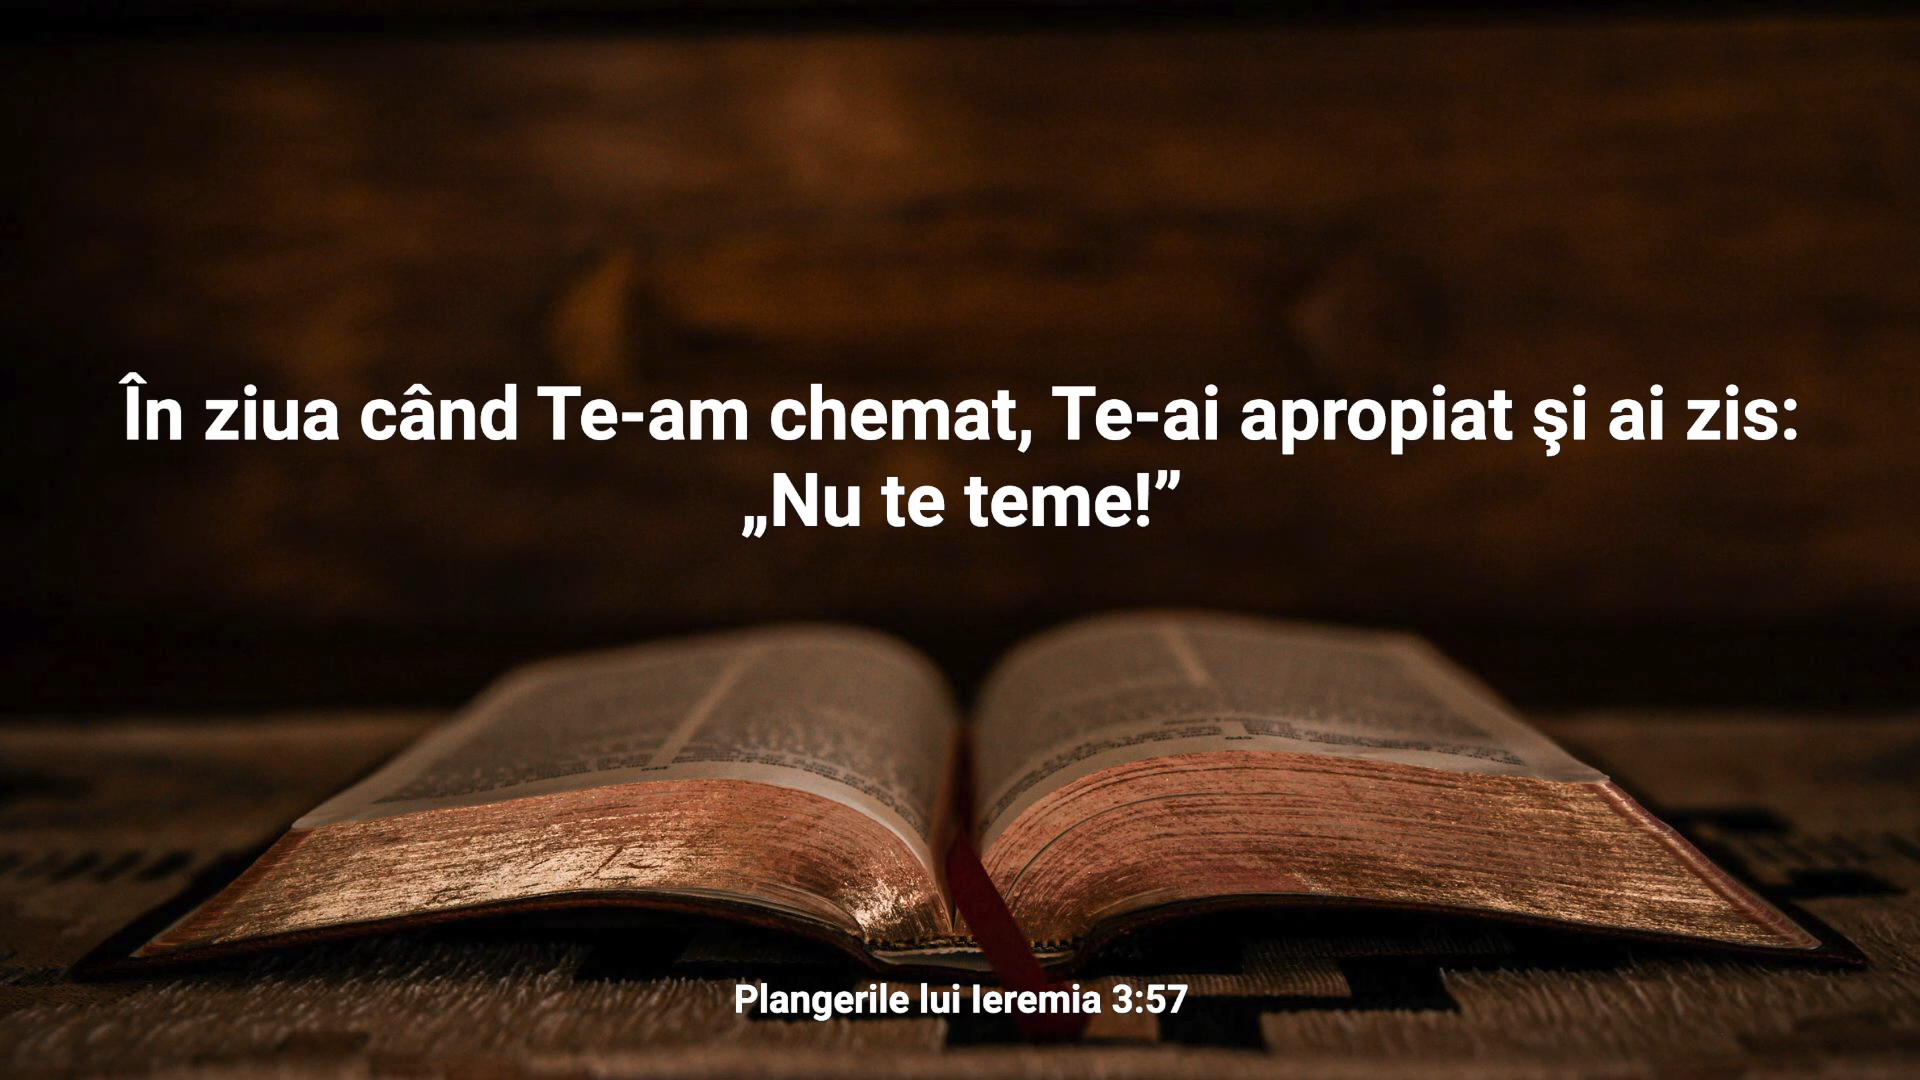 În ziua când Te-am chemat, Te-ai apropiat şi ai zis:
„Nu te teme!”
Plangerile lui Ieremia 3:57